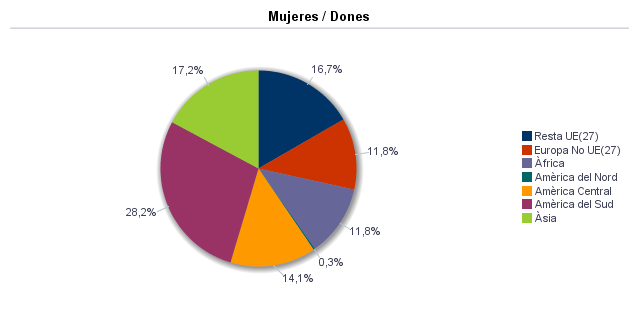 Mujeres / Dones
17,2%
16,7%
11,8%
28,2%
11,8%
0,3%
14,1%
Resta UE(27)
Europa No UE(27)
Àfrica
Amèrica del Nord
Amèrica Central
Amèrica del Sud
Àsia